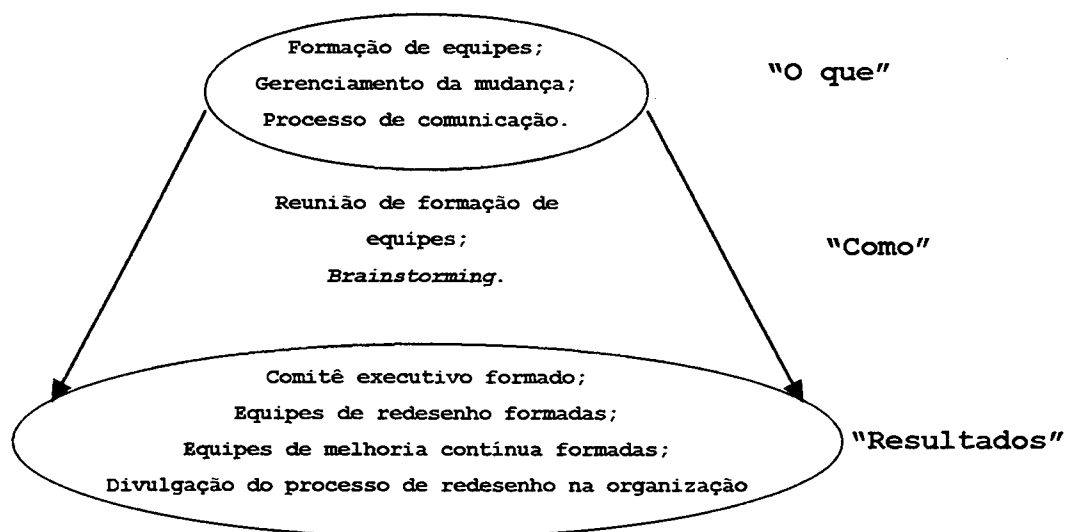 Formação de equipes;
Gerenciamento da mudança;
Processo de comunicação.
"O que"
Reunião de formação de
equipes;
Brainstorming.
"Como"
Comitê executivo formado;
Equipes de redesenho formadas;
Equipes de melhoria contínua formadas;
Divulgação do processo de redesenho na organização
"Resultados"